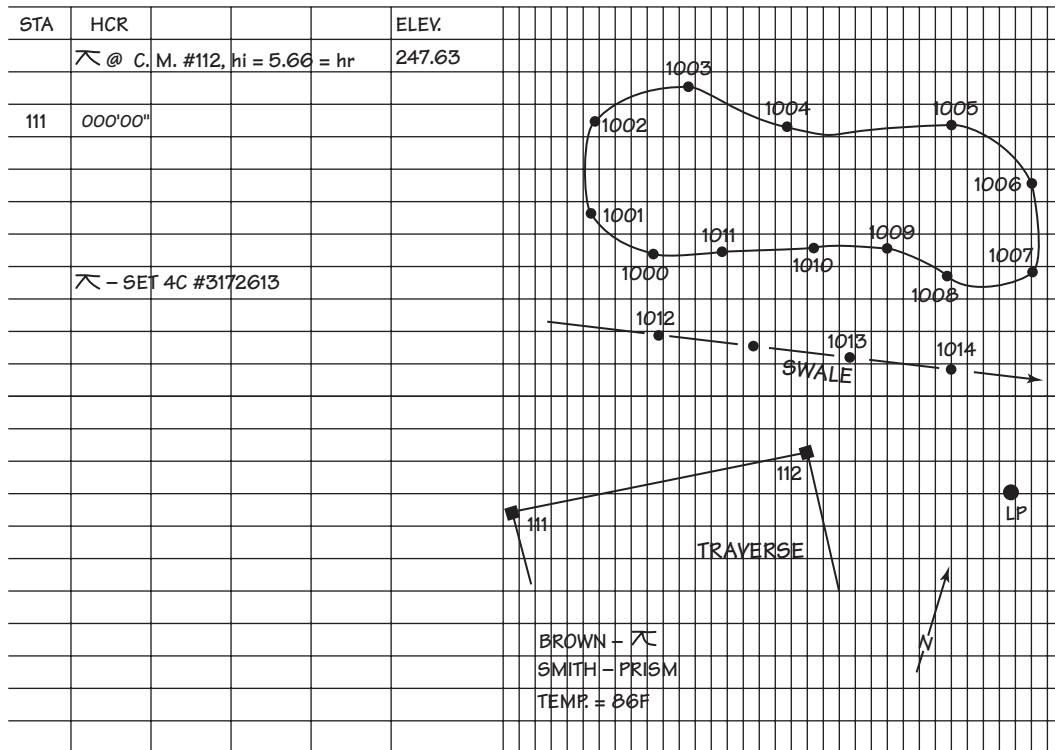 STA HCR ELEV.
@ C. M. #112, hi = 5.66 = hr 247.63
1003
1004 1005
111 000'00"
1002
1006
1001
1011 1009
1000 1010 1007
– SET 4C #3172613
1008
1012
1013 1014
SWALE
112
LP
111
TRAVERSE
N
BROWN –
SMITH – PRISM
TEMP. = 86F